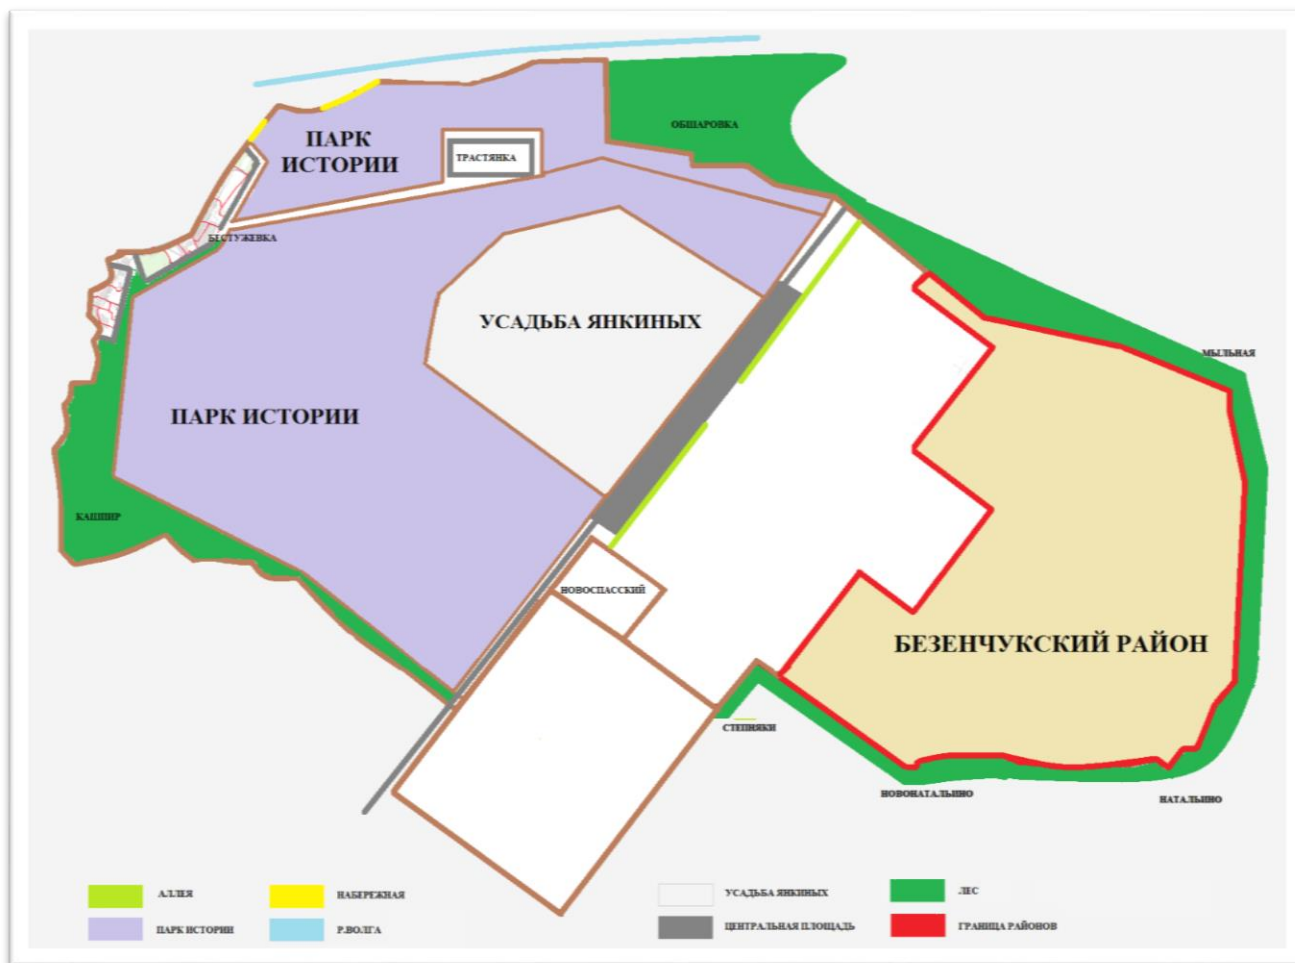 ОБШАРОВКА
ПАРК
ИСТОРИИ
ТРАСТЯНКА
БЕСТУЖЕВКА
УСАДЬБА ЯНКИНЫХ
МЫЛЬНАЯ
ПАРК ИСТОРИИ
КАШПИР
НОВОСПАССКИЙ
БЕЗЕНЧУКСКИЙ РАЙОН
СТЕПНЯКИ
НОВОНАТАЛЬИНО
НАТАЛЬИНО
АЛЛЕЯ
НАБЕРЕЖНАЯ
УСАДЬБА ЯНКИНЫХ
ЛЕС
ПАРК ИСТОРИИ
Р.ВОЛГА
ЦЕНТРАЛЬНАЯ ПЛОЩАДЬ
ГРАНИЦА РАЙОНОВ